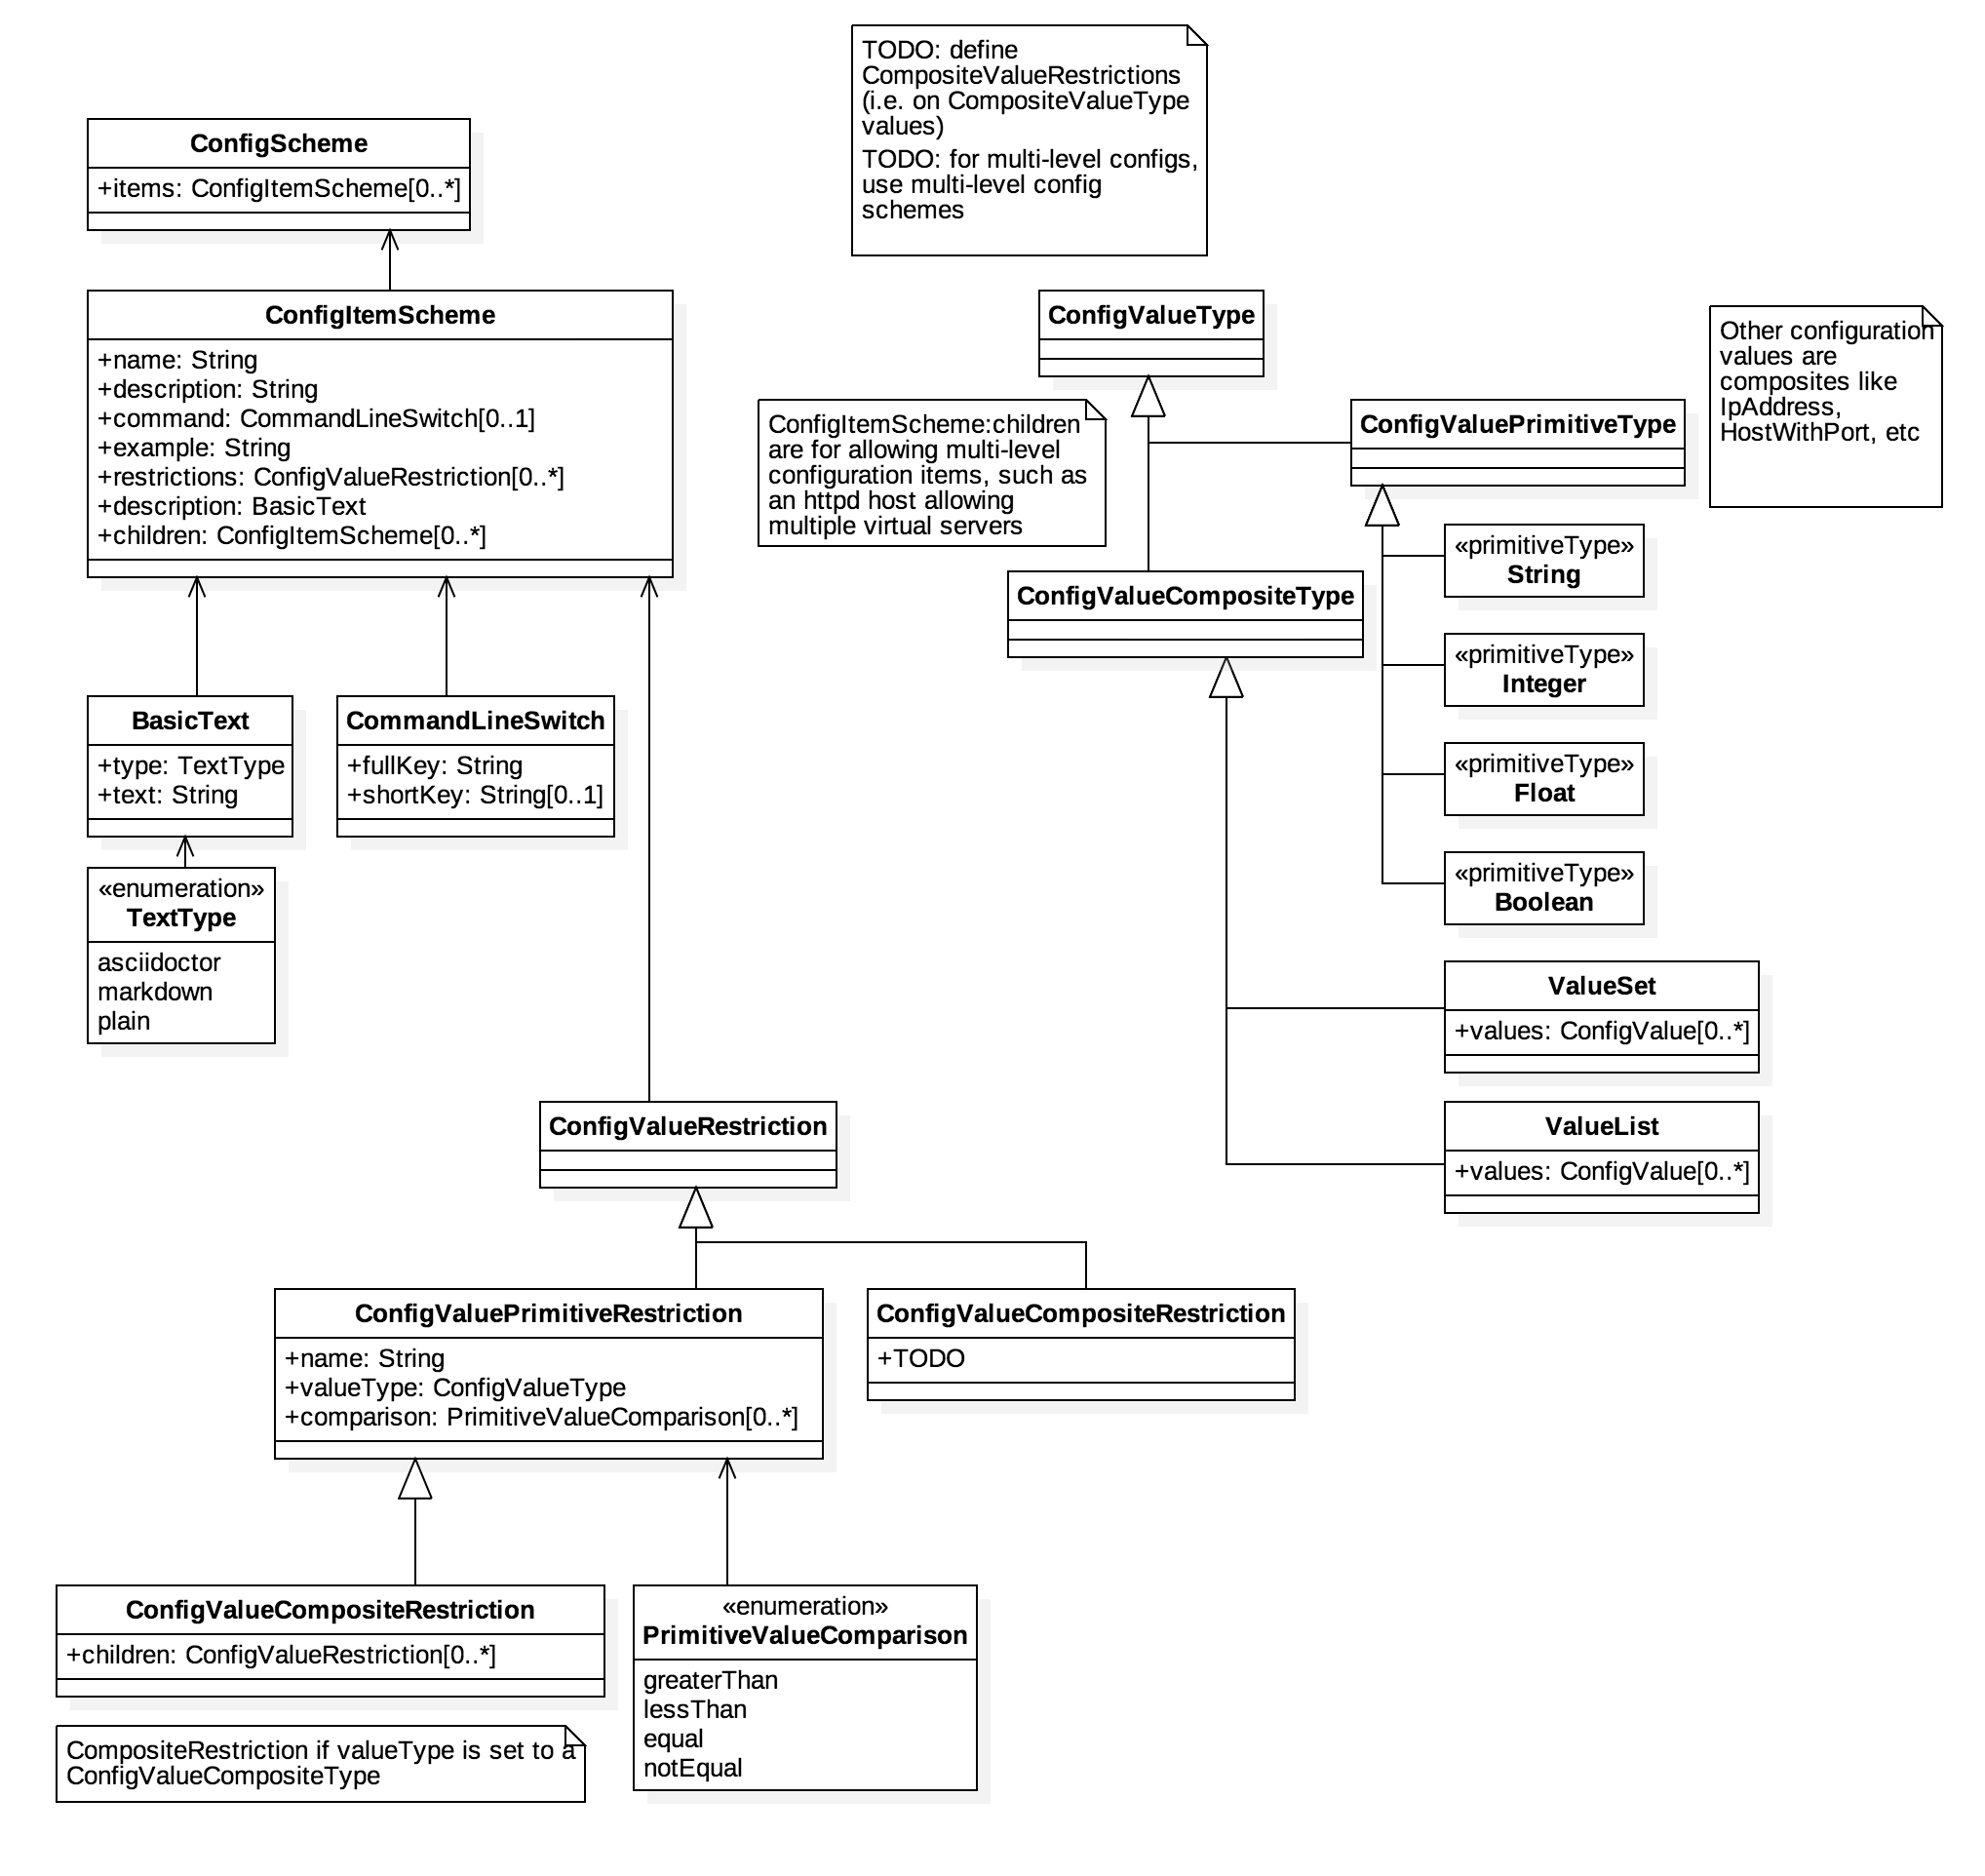 TODO: define
CompositeValueRestrictions
(i.e. on CompositeValueType
values)
TODO: for multi-level configs,
use multi-level config
schemes
ConfigScheme
+items: ConfigItemScheme[0..*]
ConfigItemScheme
+name: String
+description: String
+command: CommandLineSwitch[0..1]
+example: String
+restrictions: ConfigValueRestriction[0..*]
+description: BasicText
+children: ConfigItemScheme[0..*]
ConfigValueType
Other configuration
values are
composites like
IpAddress,
HostWithPort, etc
ConfigItemScheme:children
are for allowing multi-level
configuration items, such as
an httpd host allowing
multiple virtual servers
ConfigValuePrimitiveType
«primitiveType»
String
ConfigValueCompositeType
«primitiveType»
Integer
«primitiveType»
Float
«primitiveType»
Boolean
BasicText
+type: TextType
+text: String
CommandLineSwitch
+fullKey: String
+shortKey: String[0..1]
«enumeration»
TextType
asciidoctor
markdown
plain
ValueSet
+values: ConfigValue[0..*]
ValueList
+values: ConfigValue[0..*]
ConfigValueRestriction
ConfigValuePrimitiveRestriction
+name: String
+valueType: ConfigValueType
+comparison: PrimitiveValueComparison[0..*]
ConfigValueCompositeRestriction
+TODO
ConfigValueCompositeRestriction
+children: ConfigValueRestriction[0..*]
«enumeration»
PrimitiveValueComparison
greaterThan
lessThan
equal
notEqual
CompositeRestriction if valueType is set to a
ConfigValueCompositeType